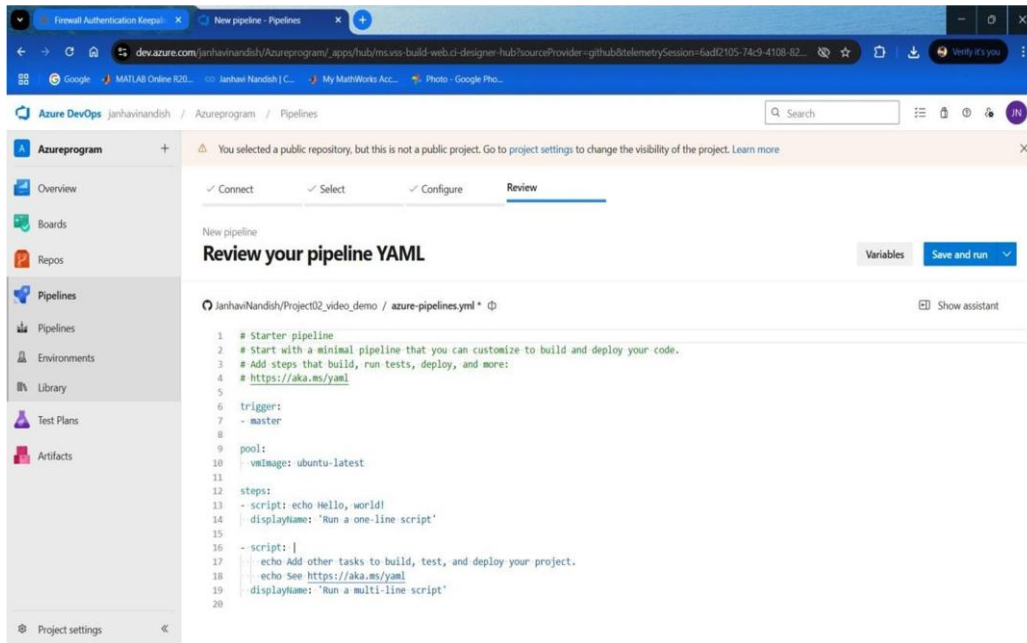 Firewall Authentication Keepali
New pipeline - Pipelines
dev.azure.com/janhavinandish/Azureprogram/_apps/hub/ms.vss-build-web.ci-designer-hub?sourceProvider=github&telemetrySession=6adf2105-74c9-4108-82...
Verify it's you
Google
MATLAB Online R20...
Janhavi Nandish | C...
My MathWorks Acc...
Photo - Google Pho...
Azure DevOps janhavinandish / Azureprogram / Pipelines
Search
JN
A Azureprogram +
You selected a public repository, but this is not a public project. Go to project settings to change the visibility of the project. Learn more
Overview
Boards
Repos
Pipelines
Pipelines
Environments
Library
Test Plans
Artifacts
Project settings
Connect
Select
Configure
Review
New pipeline
Review your pipeline YAML
Variables
Save and run
JanhaviNandish/Project02_video_demo / azure-pipelines.yml *
Show assistant
1 # Starter pipeline
2 # Start with a minimal pipeline that you can customize to build and deploy your code.
3 # Add steps that build, run tests, deploy, and more:
4 # https://aka.ms/yaml
5
6 trigger:
7 - master
8
9 pool:
10 vmImage: ubuntu-latest
11
12 steps:
13 - script: echo Hello, world!
14 displayName: 'Run a one-line script'
15
16 - script: |
17 echo Add other tasks to build, test, and deploy your project.
18 echo See https://aka.ms/yaml
19 displayName: 'Run a multi-line script'
20